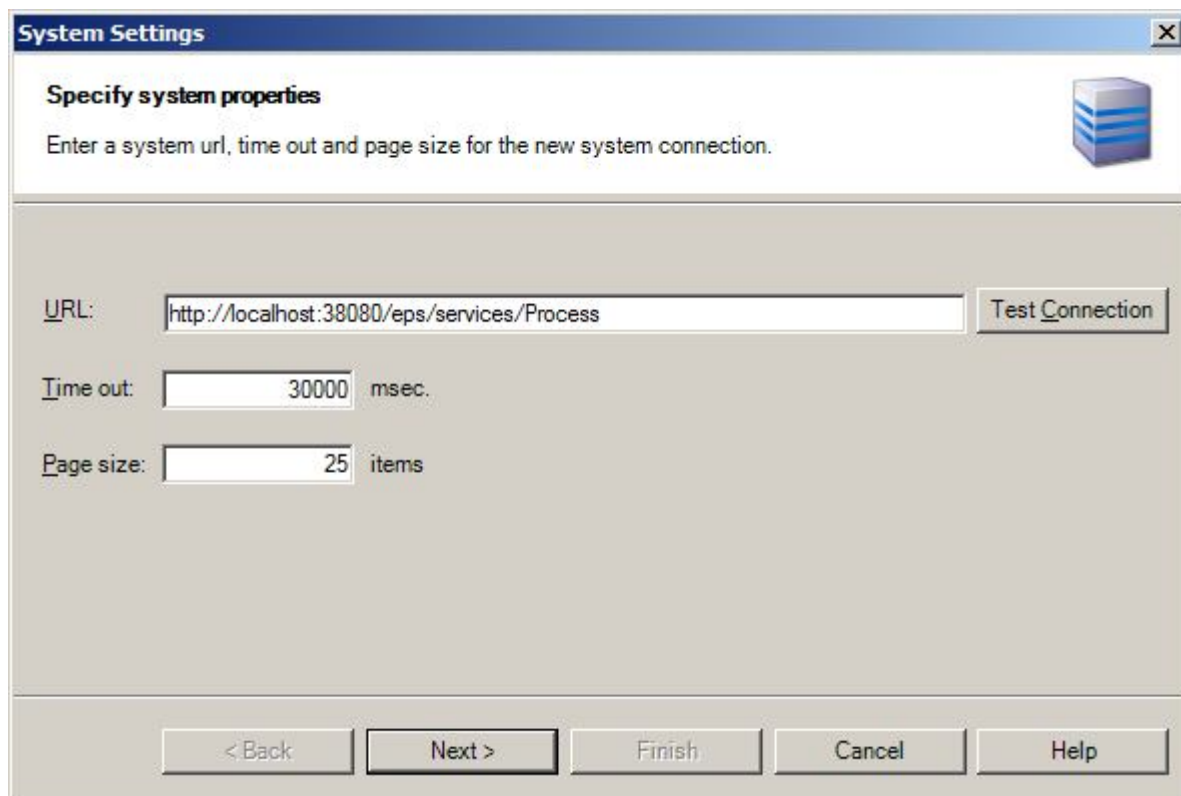 System Settings
Specify system properties
Enter a system url, time out and page size for the new system connection.
URL: http://localhost:38080/eps/services/Process Test Connection
Time out: 30000 msec.
Page size: 25 items
< Back Next > Finish Cancel Help